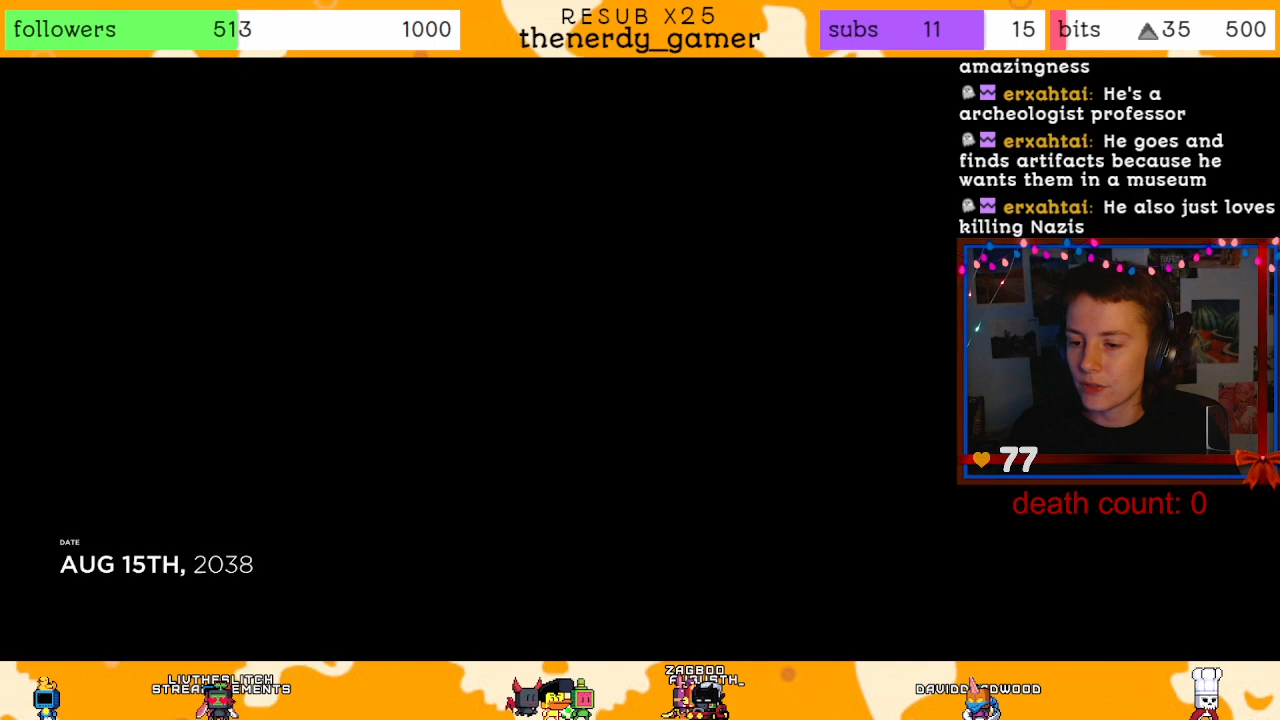 followers 513 1000
RESUB X25
thenerdy_gamer
subs 11 15
bits 35 500
amazingness
erxahtai: He's a
archeologist professor
erxahtai: He goes and
finds artifacts because he
wants them in a museum
erxahtai: He also just loves
killing Nazis
77
death count: 0
DATE
AUG 15TH, 2038
LIVTHEGLITCH
ZAGBOO